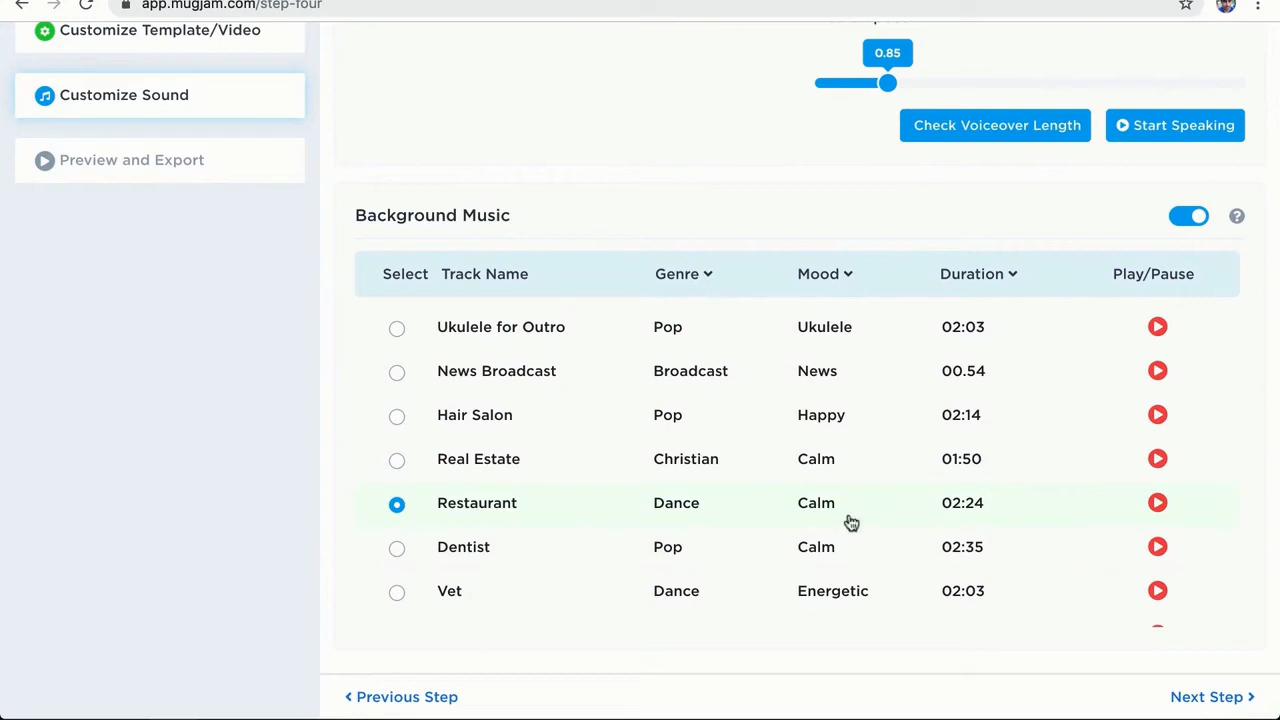 app.mugjam.com/step-four
Customize Template/Video
Customize Sound
Preview and Export
0.85
Check Voiceover Length
Start Speaking
Background Music
?
Select Track Name Genre Mood Duration Play/Pause
Ukulele for Outro Pop Ukulele 02:03
News Broadcast Broadcast News 00.54
Hair Salon Pop Happy 02:14
Real Estate Christian Calm 01:50
Restaurant Dance Calm 02:24
Dentist Pop Calm 02:35
Vet Dance Energetic 02:03
Previous Step
Next Step